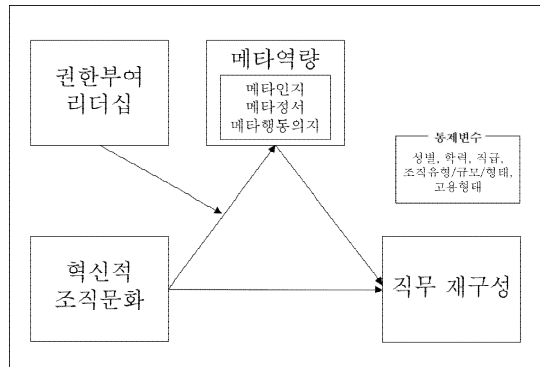 권한부여
리더십
메타역량
메타인지
메타정서
메타행동의지
통제변수
성별, 학력, 직급,
조직유형/규모/형태,
고용형태
혁신적
조직문화
직무 재구성